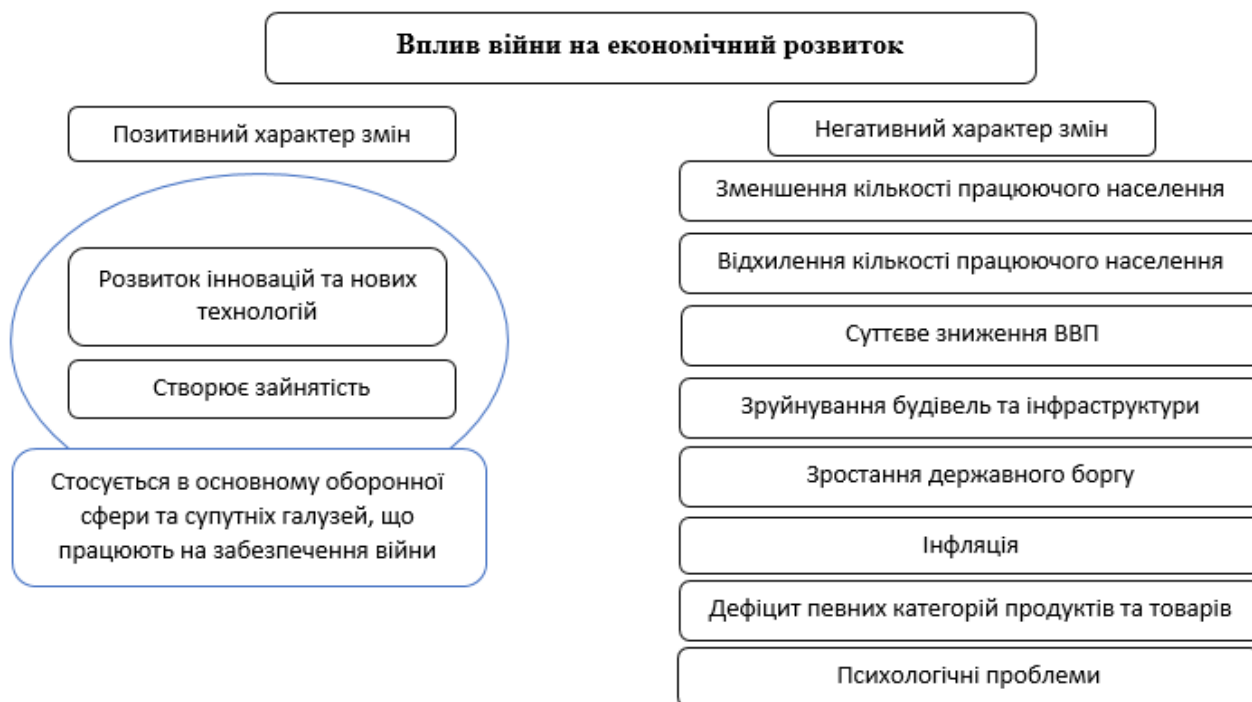 Вплив війни на економічний розвиток
Позитивний характер змін
Розвиток інновацій та нових
технологій
Створює зайнятість
Стосується в основному оборонної
сфери та супутніх галузей, що
працюють на забезпечення війни
Негативний характер змін
Зменшення кількості працюючого населення
Відхилення кількості працюючого населення
Суттєве зниження ВВП
Зруйнування будівель та інфраструктури
Зростання державного боргу
Інфляція
Дефіцит певних категорій продуктів та товарів
Психологічні проблеми